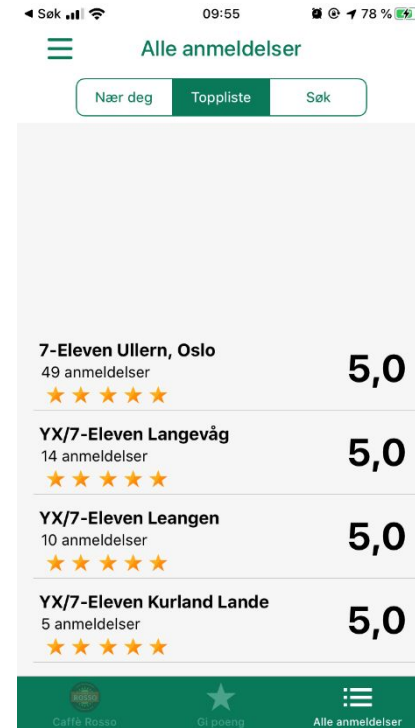 Søk 09:55 78 %
Alle anmeldelser
Nær deg Toppliste Søk
7-Eleven Ullern, Oslo
49 anmeldelser
5,0
YX/7-Eleven Langevåg
14 anmeldelser
5,0
YX/7-Eleven Leangen
10 anmeldelser
5,0
YX/7-Eleven Kurland Lande
5 anmeldelser
5,0
ROSSO
Caffè Rosso Gi poeng Alle anmeldelser